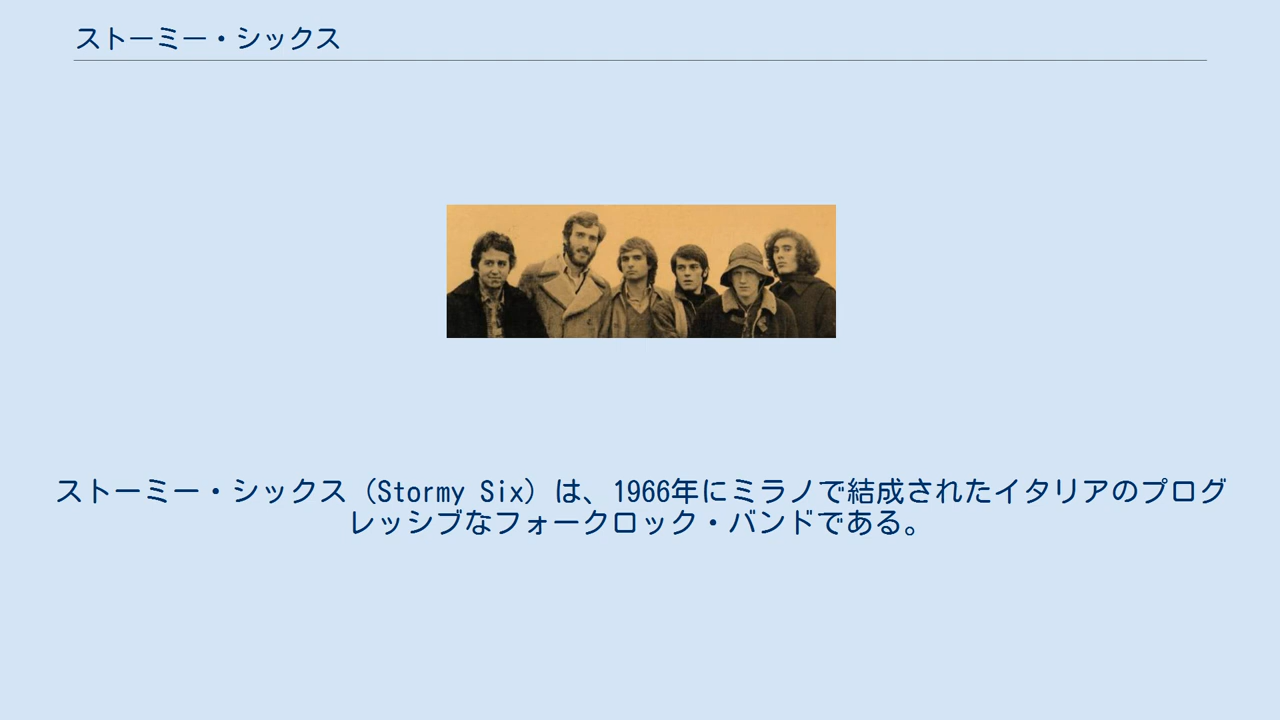 ストーミー・シックス
ストーミー・シックス（Stormy Six）は、1966年にミラノで結成されたイタリアのプログ
レッシブなフォークロック・バンドである。